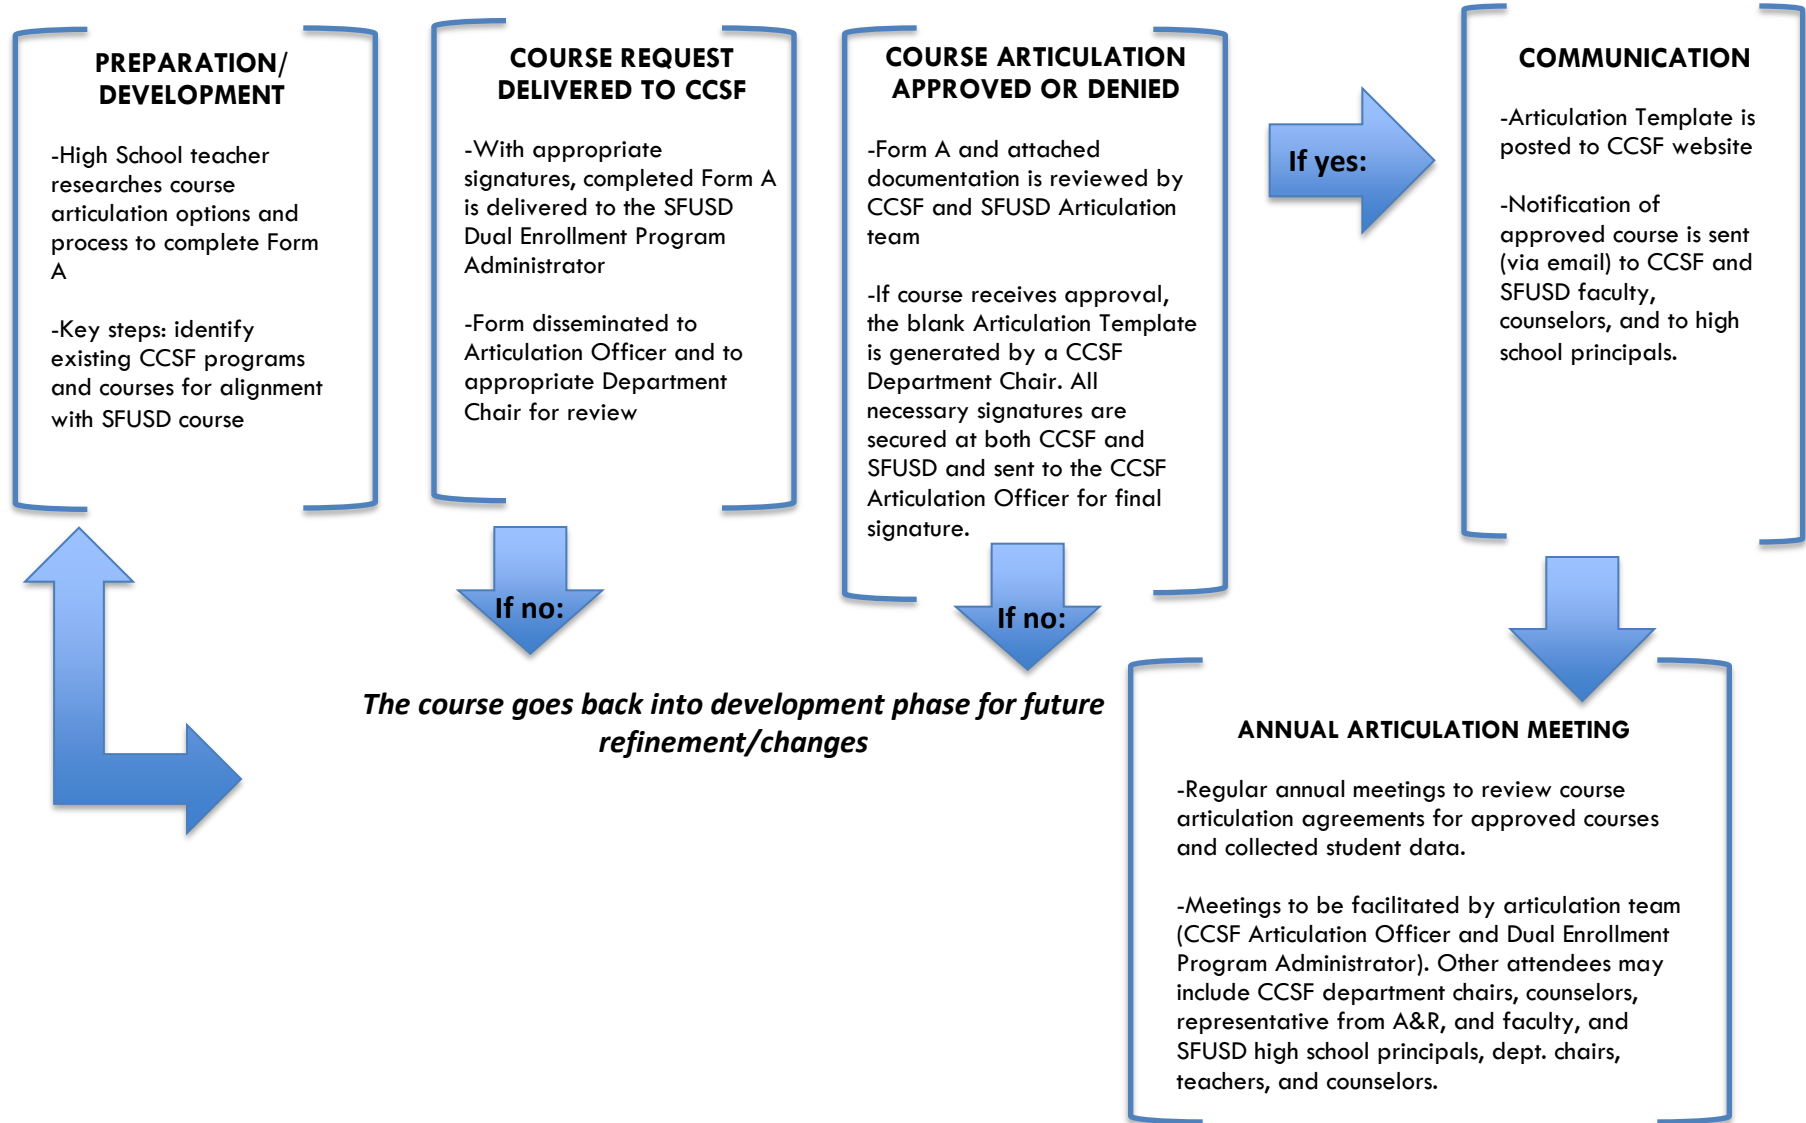 PREPARATION/
DEVELOPMENT
-High School teacher
researches course
articulation options and
process to complete Form
A
-Key steps: identify
existing CCSF programs
and courses for alignment
with SFUSD course
COURSE REQUEST
DELIVERED TO CCSF
-With appropriate
signatures, completed Form A
is delivered to the SFUSD
Dual Enrollment Program
Administrator
-Form disseminated to
Articulation Officer and to
appropriate Department
Chair for review
If no:
COURSE ARTICULATION
APPROVED OR DENIED
-Form A and attached
documentation is reviewed by
CCSF and SFUSD Articulation
team
-If course receives approval,
the blank Articulation Template
is generated by a CCSF
Department Chair. All
necessary signatures are
secured at both CCSF and
SFUSD and sent to the CCSF
Articulation Officer for final
signature.
If no:
If yes:
COMMUNICATION
-Articulation Template is
posted to CCSF website
-Notification of
approved course is sent
(via email) to CCSF and
SFUSD faculty,
counselors, and to high
school principals.
The course goes back into development phase for future
refinement/changes
ANNUAL ARTICULATION MEETING
-Regular annual meetings to review course
articulation agreements for approved courses
and collected student data.
-Meetings to be facilitated by articulation team
(CCSF Articulation Officer and Dual Enrollment
Program Administrator). Other attendees may
include CCSF department chairs, counselors,
representative from A&R, and faculty, and
SFUSD high school principals, dept. chairs,
teachers, and counselors.